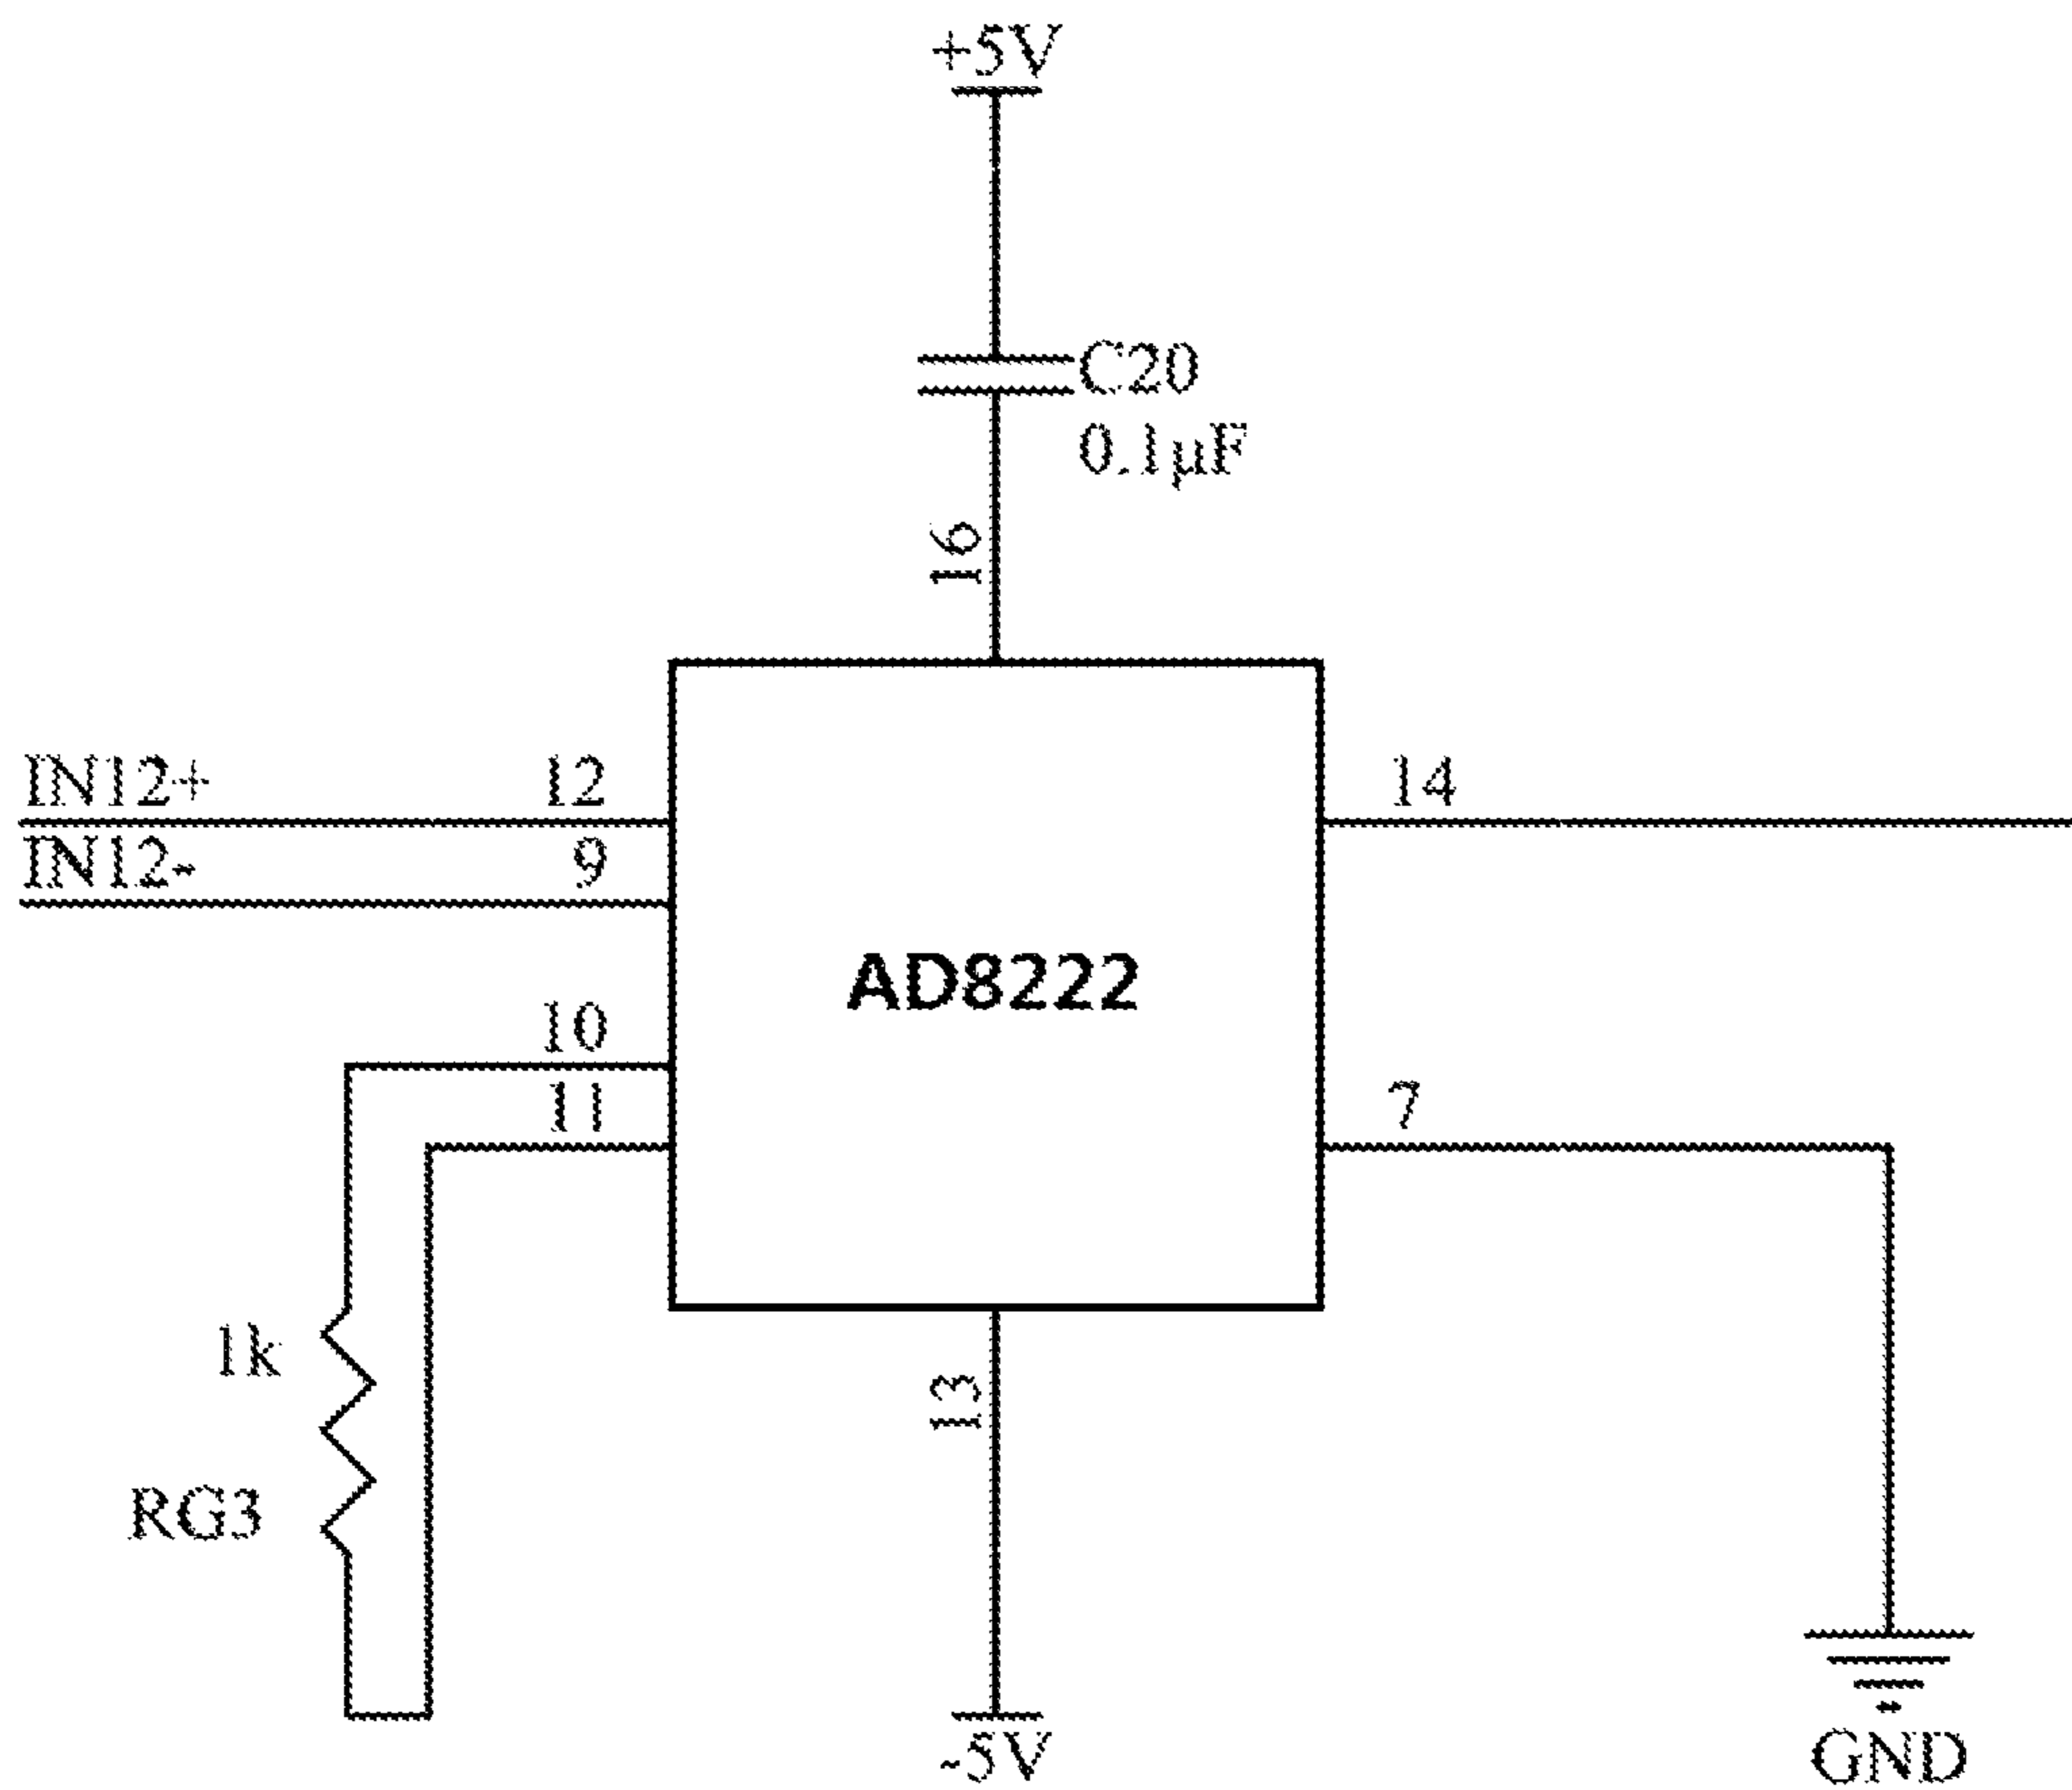 +5V
C20
0.1µF
16
IN12+
12
14
IN12-
9
AD8222
10
11
7
1k
13
RG3
-5V
GND